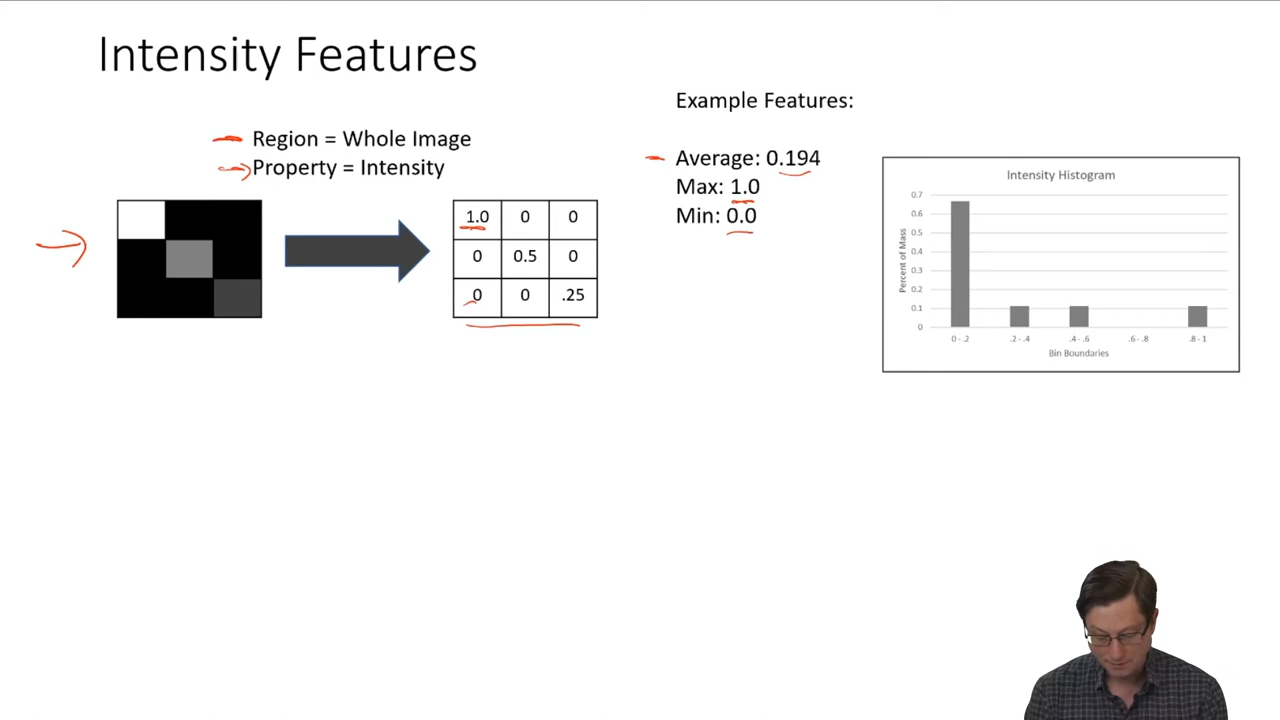 Intensity Features
Region = Whole Image
Property = Intensity
1.0 0 0
0 0.5 0
0 0 .25
Example Features:
Average: 0.194
Max: 1.0
Min: 0.0
Intensity Histogram
Percent of Mass
0.7
0.6
0.5
0.4
0.3
0.2
0.1
0
0 - .2 .2 - .4 .4 - .6 .6 - .8 .8 - 1
Bin Boundaries